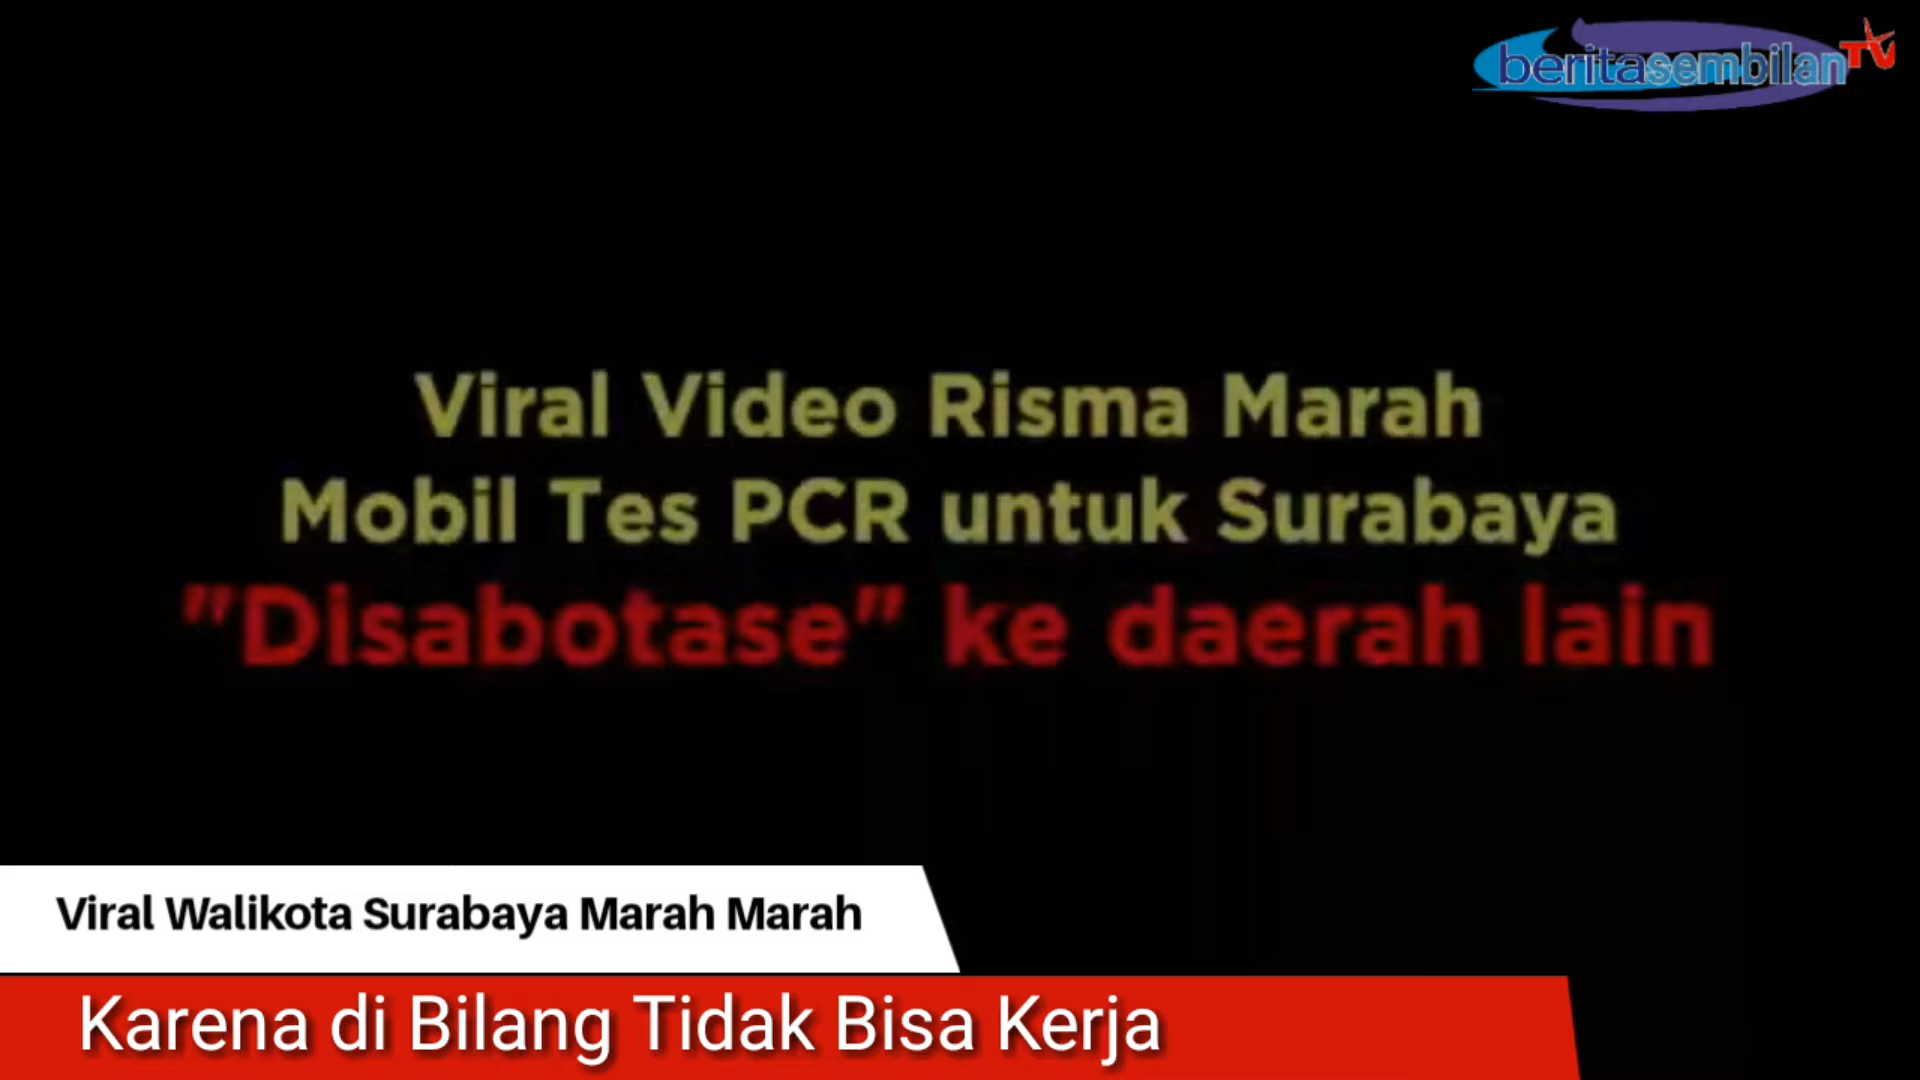 beritasembilanTV
Viral Video Risma Marah
Mobil Tes PCR untuk Surabaya
"Disabotase" ke daerah lain
Viral Walikota Surabaya Marah Marah
Karena di Bilang Tidak Bisa Kerja